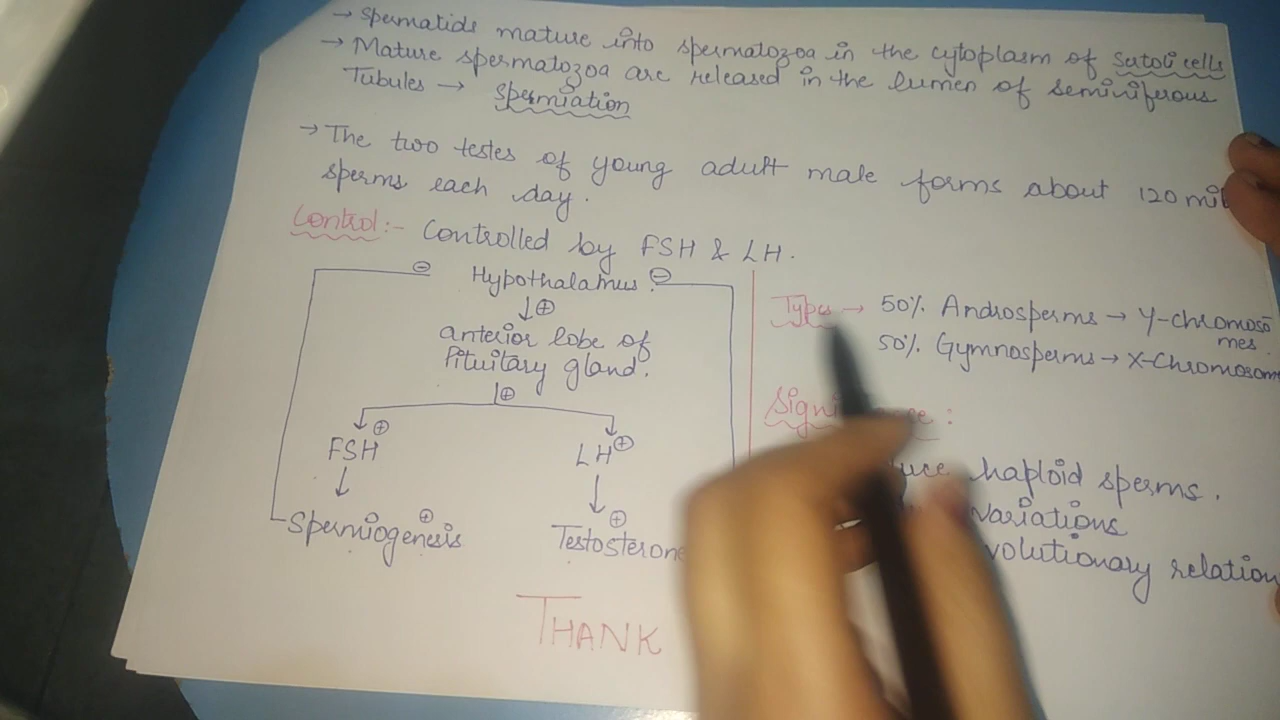 → Spermatids mature into spermatozoa in the cytoplasm of Sertoli cells
→ Mature spermatozoa are released in the lumen of seminiferous
Tubules → Spermiation
→ The two testes of young adult male forms about 120 mil
sperms each day.
Control:- Controlled by FSH & LH.
⊖ Hypothalamus. ⊖
↓ ⊕
anterior lobe of
Pituitary gland.
⊕
↓ ⊕ ↓
FSH LH ⊕
↓ ↓
Spermiogenesis ⊕ Testosterone ⊕
Types → 50% Androsperms → Y-chromoso
mes.
50% Gymnosperms → X-Chromosom
haploid sperms.
variations
relation
THANK